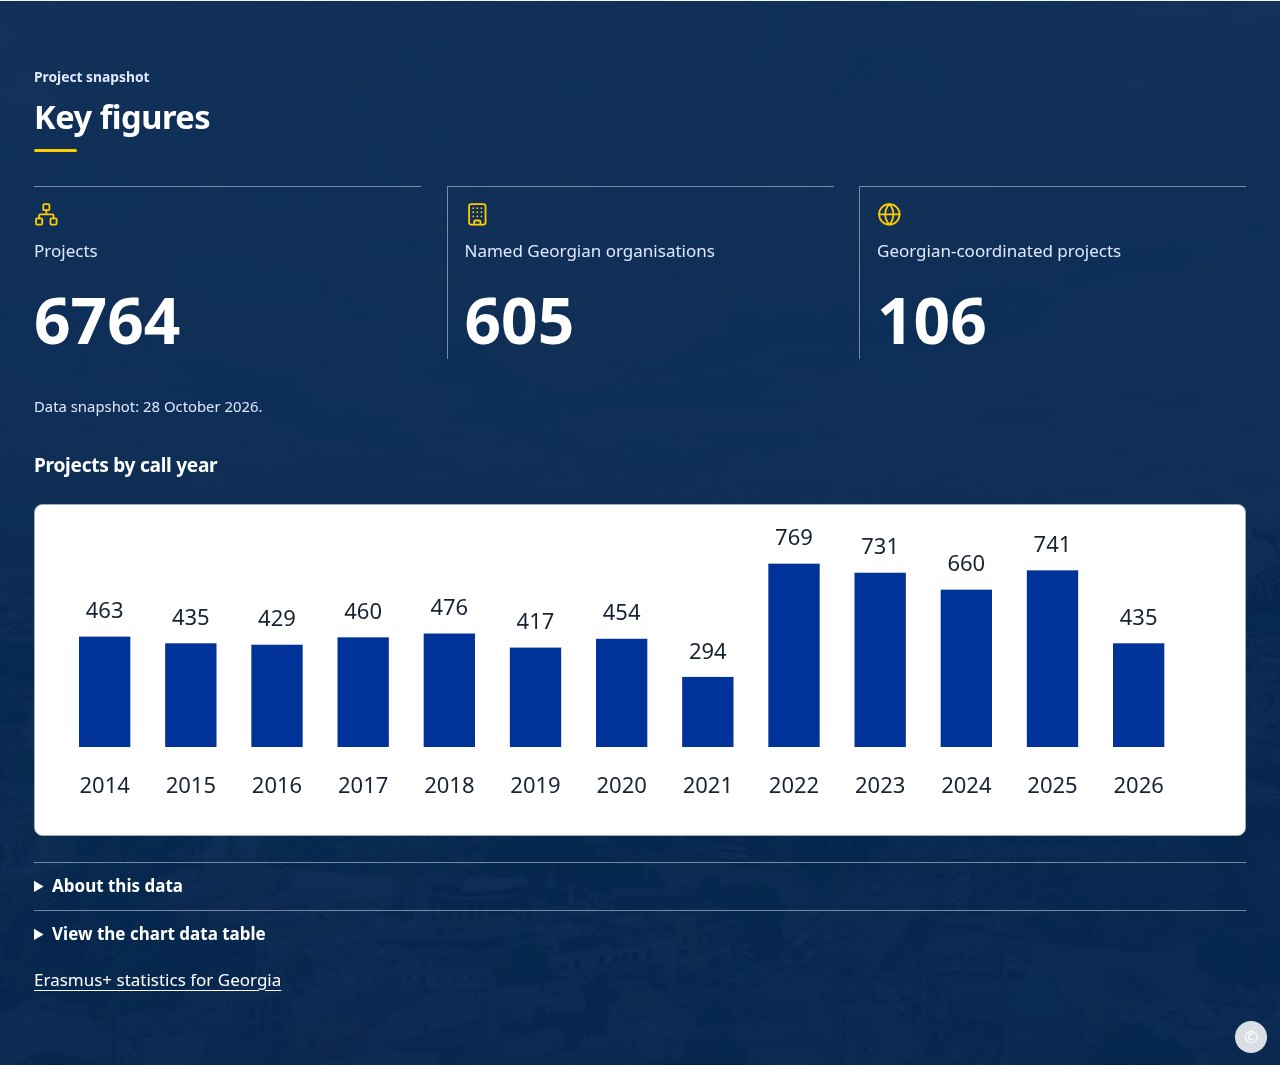 Project snapshot
Key figures
Projects
6764
Named Georgian organisations
605
Georgian-coordinated projects
106
Data snapshot: 28 October 2026.
Projects by call year
463 435 429 460 476 417 454 294 769 731 660 741 435
2014 2015 2016 2017 2018 2019 2020 2021 2022 2023 2024 2025 2026
About this data
View the chart data table
Erasmus+ statistics for Georgia
©